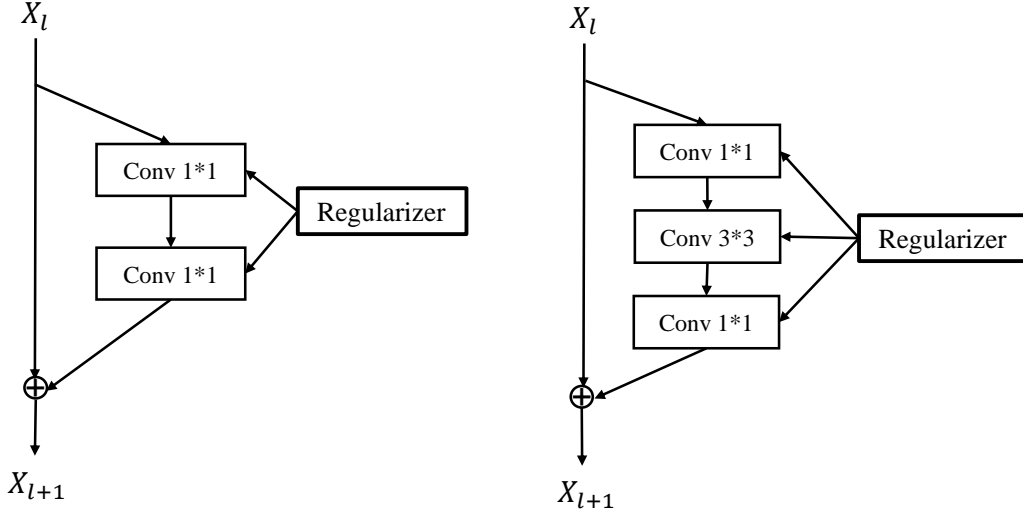 X_l
Conv 1*1
Regularizer
Conv 1*1
X_{l+1}
X_l
Conv 1*1
Conv 3*3
Regularizer
Conv 1*1
X_{l+1}